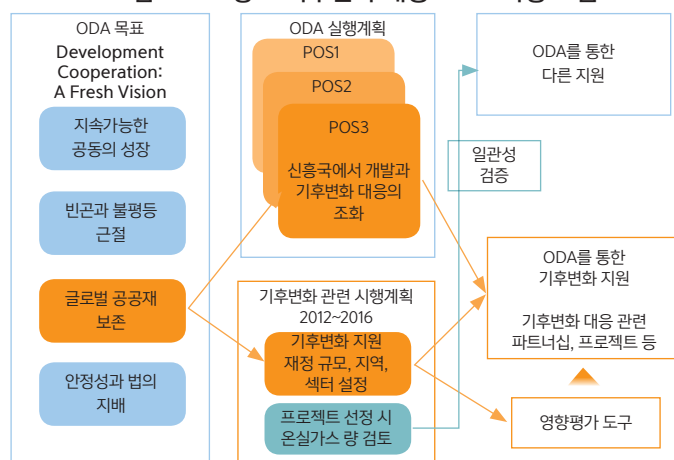 ODA 목표
Development
Cooperation:
A Fresh Vision
지속가능한
공동의 성장
빈곤과 불평등
근절
글로벌 공공재
보존
안정성과 법의
지배
ODA 실행계획
POS1
POS2
POS3
신흥국에서 개발과
기후변화 대응의
조화
기후변화 관련 시행계획
2012~2016
기후변화 지원
재정 규모, 지역,
섹터 설정
프로젝트 선정 시
온실가스 량 검토
ODA를 통한
다른 지원
일관성
검증
ODA를 통한
기후변화 지원
기후변화 대응 관련
파트너십, 프로젝트 등
영향평가 도구